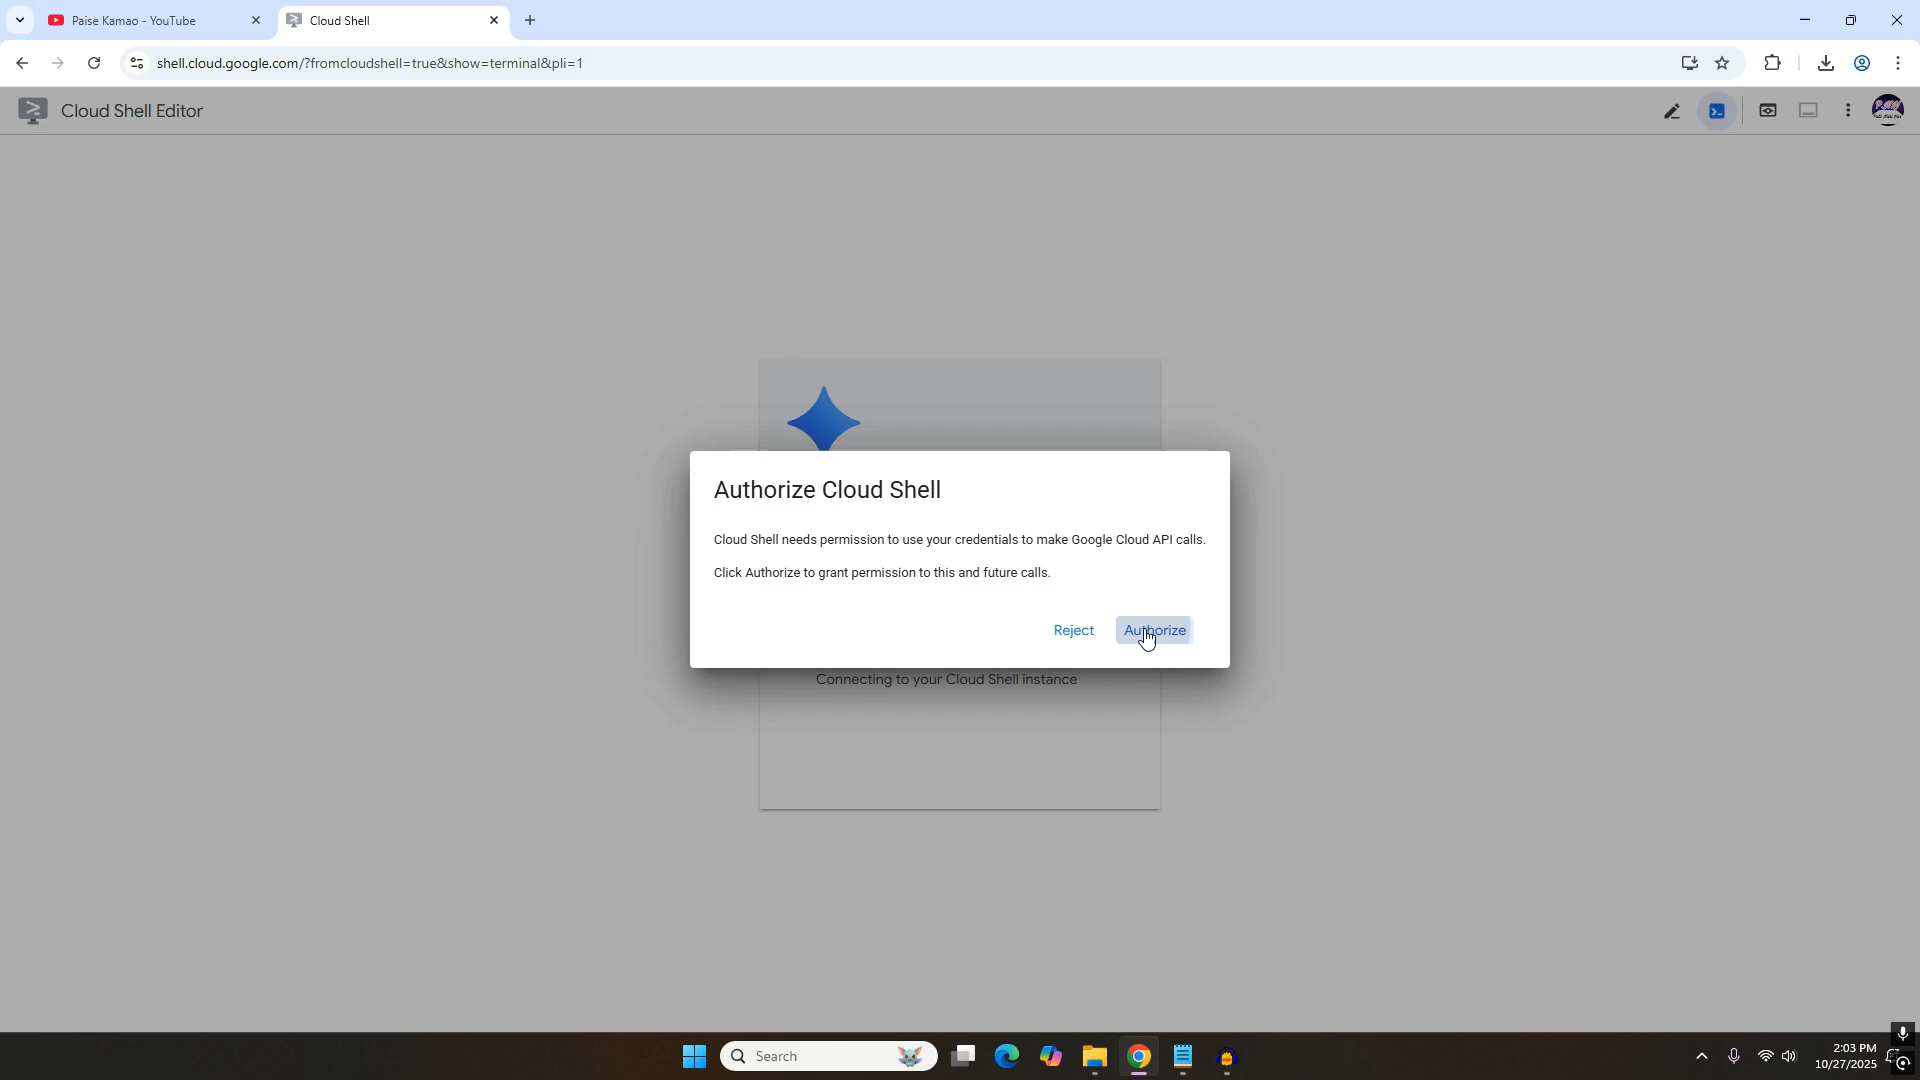 Paise Kamao - YouTube
Cloud Shell
shell.cloud.google.com/?fromcloudshell=true&show=terminal&pli=1
Cloud Shell Editor
Authorize Cloud Shell
Cloud Shell needs permission to use your credentials to make Google Cloud API calls.
Click Authorize to grant permission to this and future calls.
Reject
Authorize
Connecting to your Cloud Shell instance
Search
2:03 PM
10/27/2025